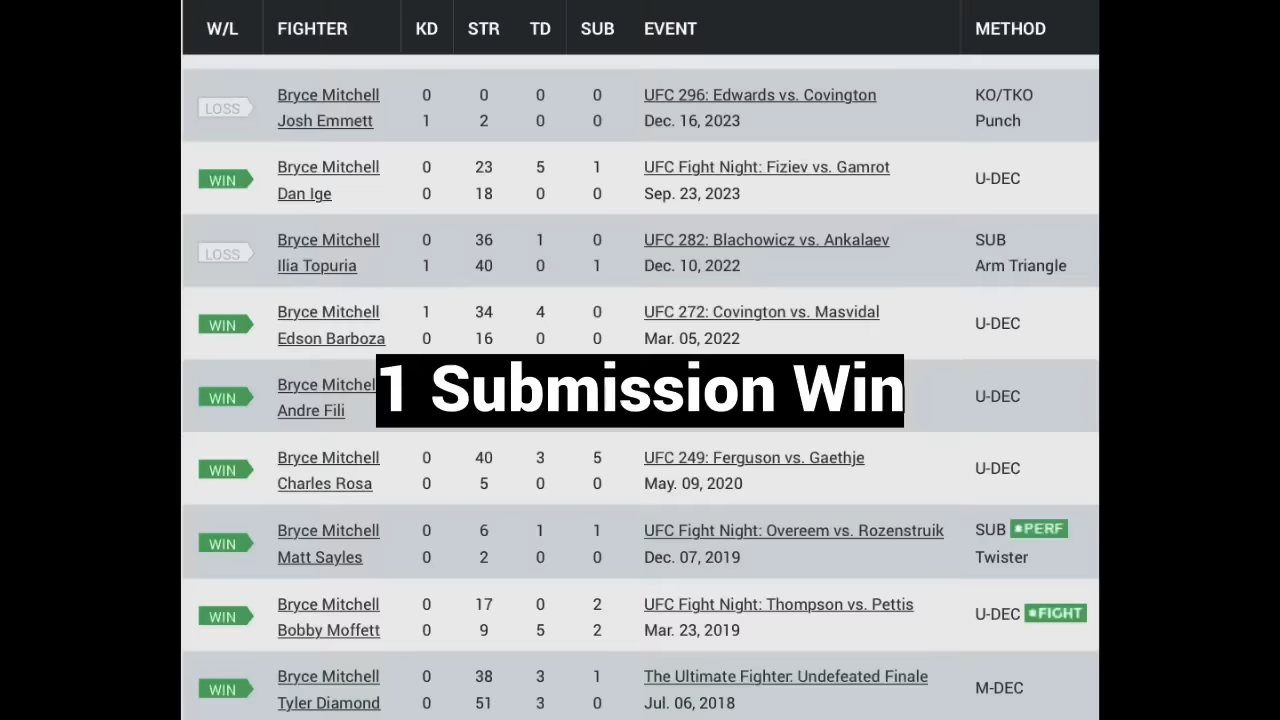 W/L FIGHTER KD STR TD SUB EVENT METHOD
LOSS
Bryce Mitchell 0 0 0 0 UFC 296: Edwards vs. Covington KO/TKO
Josh Emmett 1 2 0 0 Dec. 16, 2023 Punch
WIN
Bryce Mitchell 0 23 5 1 UFC Fight Night: Fiziev vs. Gamrot U-DEC
Dan Ige 0 18 0 0 Sep. 23, 2023
LOSS
Bryce Mitchell 0 36 1 0 UFC 282: Blachowicz vs. Ankalaev SUB
Ilia Topuria 1 40 0 1 Dec. 10, 2022 Arm Triangle
WIN
Bryce Mitchell 1 34 4 0 UFC 272: Covington vs. Masvidal U-DEC
Edson Barboza 0 16 0 0 Mar. 05, 2022
1 Submission Win
WIN
Bryce Mitchel U-DEC
Andre Fili
WIN
Bryce Mitchell 0 40 3 5 UFC 249: Ferguson vs. Gaethje U-DEC
Charles Rosa 0 5 0 0 May. 09, 2020
WIN
Bryce Mitchell 0 6 1 1 UFC Fight Night: Overeem vs. Rozenstruik SUB PERF
Matt Sayles 0 2 0 0 Dec. 07, 2019 Twister
WIN
Bryce Mitchell 0 17 0 2 UFC Fight Night: Thompson vs. Pettis U-DEC FIGHT
Bobby Moffett 0 9 5 2 Mar. 23, 2019
WIN
Bryce Mitchell 0 38 3 1 The Ultimate Fighter: Undefeated Finale M-DEC
Tyler Diamond 0 51 3 0 Jul. 06, 2018